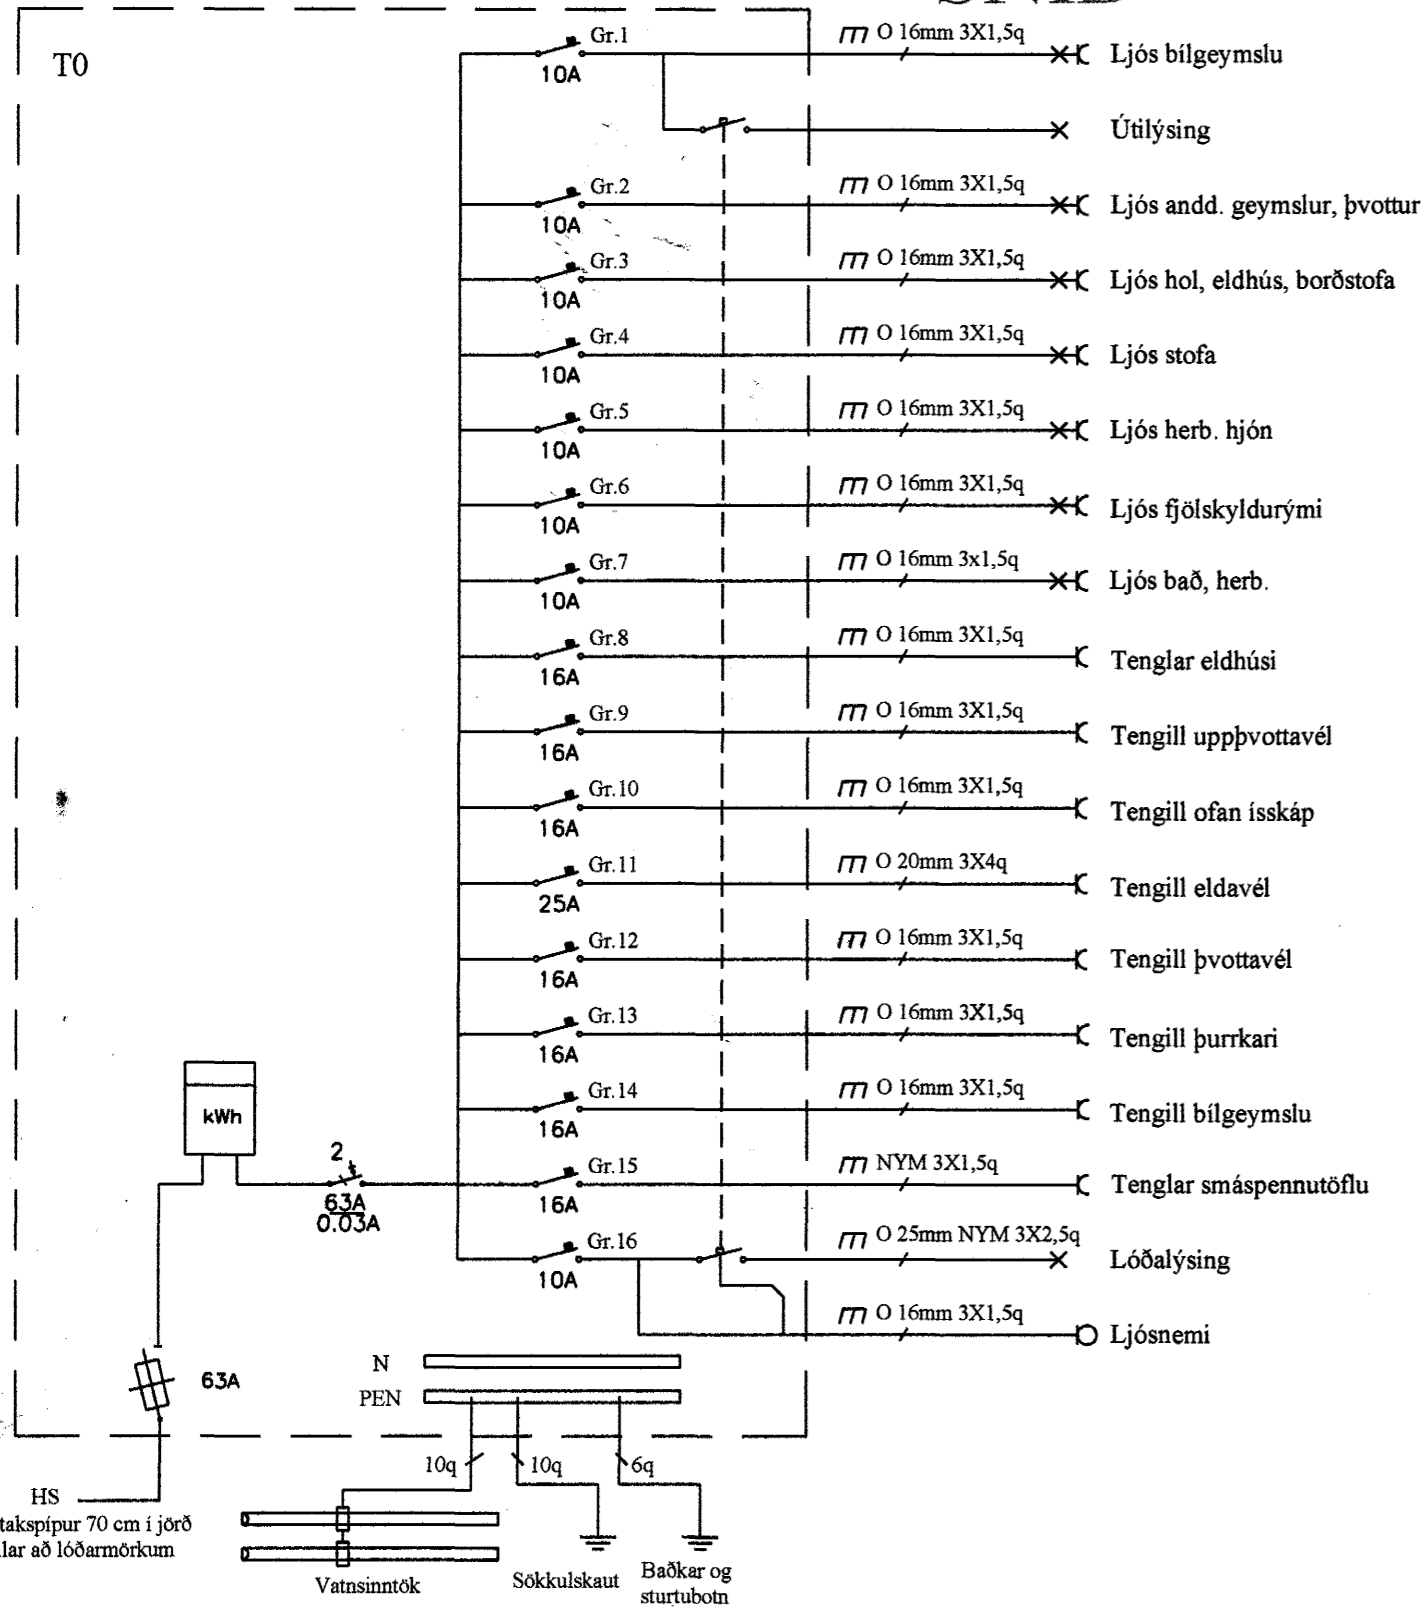 T0
Gr.1
10A
O 16mm 3X1,5q
Ljós bílgeymslu
Útilýsing
Gr.2
10A
O 16mm 3X1,5q
Ljós andd. geymslur, þvottur
Gr.3
10A
O 16mm 3X1,5q
Ljós hol, eldhús, borðstofa
Gr.4
10A
O 16mm 3X1,5q
Ljós stofa
Gr.5
10A
O 16mm 3X1,5q
Ljós herb. hjón
Gr.6
10A
O 16mm 3X1,5q
Ljós fjölskyldurými
Gr.7
10A
O 16mm 3x1,5q
Ljós bað, herb.
Gr.8
16A
O 16mm 3X1,5q
Tenglar eldhúsi
Gr.9
16A
O 16mm 3X1,5q
Tengill uppþvottavél
Gr.10
16A
O 16mm 3X1,5q
Tengill ofan ísskáp
Gr.11
25A
O 20mm 3X4q
Tengill eldavél
Gr.12
16A
O 16mm 3X1,5q
Tengill þvottavél
Gr.13
16A
O 16mm 3X1,5q
Tengill þurrkari
Gr.14
16A
O 16mm 3X1,5q
Tengill bílgeymslu
kWh
2
63A
0.03A
Gr.15
16A
NYM 3X1,5q
Tenglar smáspennutöflu
Gr.16
10A
O 25mm NYM 3X2,5q
Lóðalýsing
O 16mm 3X1,5q
Ljósnemi
63A
N
PEN
10q
10q
6q
HS
takspípur 70 cm í jörð
lar að lóðarmörkum
Vatnsinntök
Sökkulskaut
Baðkar og
sturtubotn